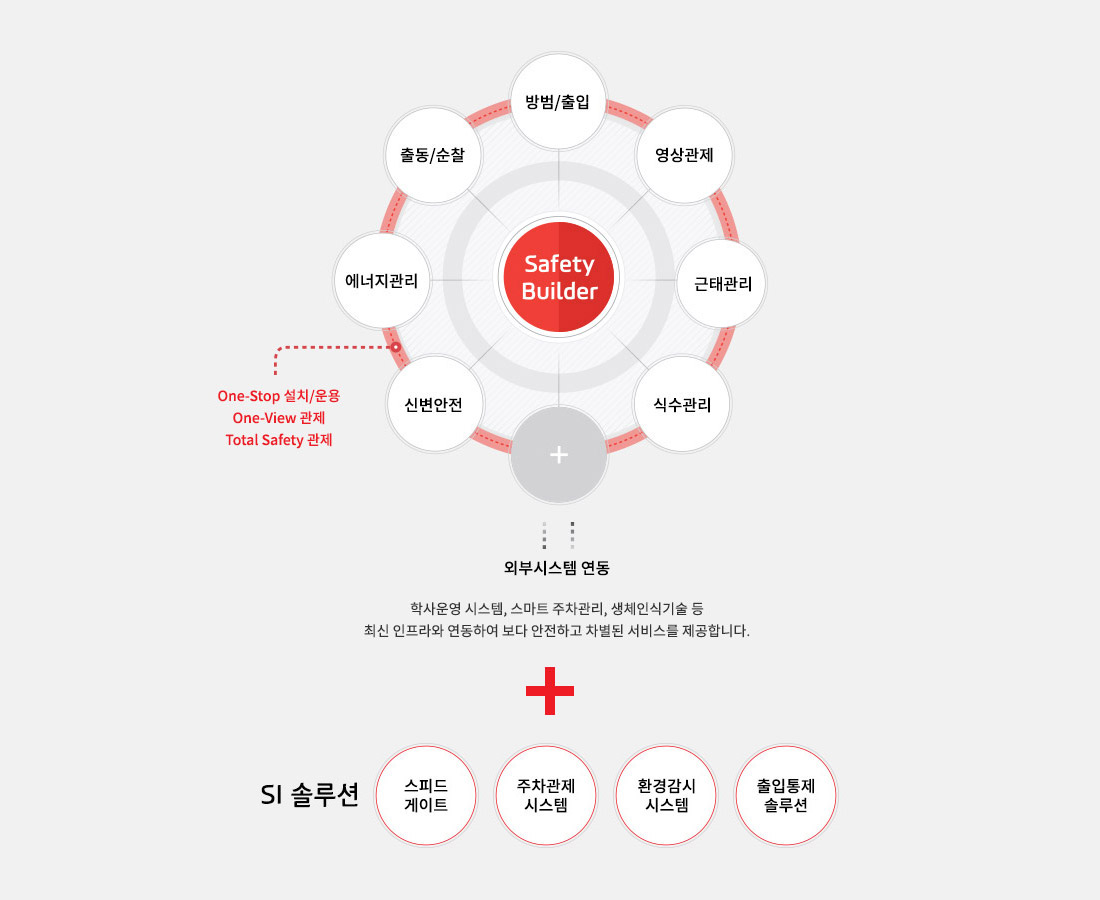 방범/출입
출동/순찰
영상관제
Safety
Builder
에너지관리
근태관리
One-Stop 설치/운용
One-View 관제
Total Safety 관제
신변안전
식수관리
+
외부시스템 연동
학사운영 시스템, 스마트 주차관리, 생체인식기술 등
최신 인프라와 연동하여 보다 안전하고 차별된 서비스를 제공합니다.
+
SI 솔루션
스피드
게이트
주차관제
시스템
환경감시
시스템
출입통제
솔루션